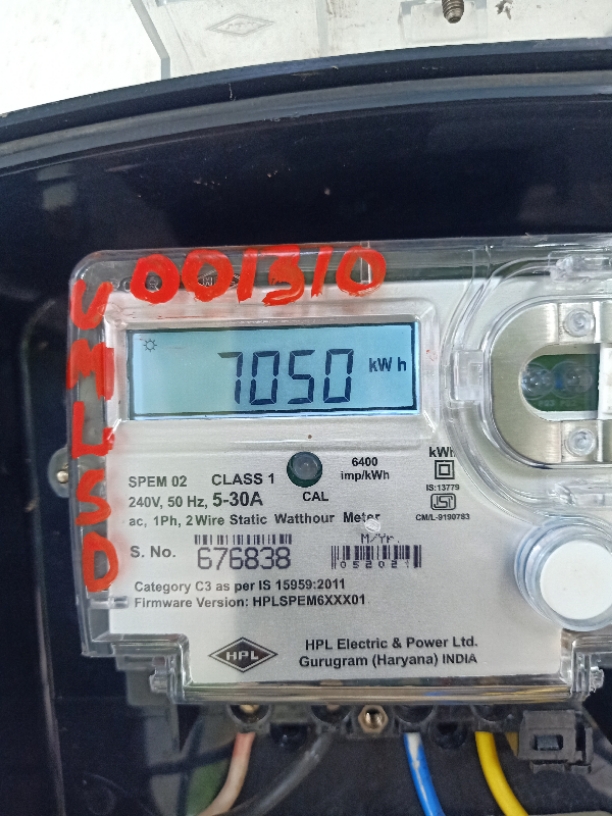 001310
UMLSD
7050 kWh
6400
imp/kWh
kWh
SPEM 02 CLASS 1
CAL
IS:13779
240V, 50 Hz, 5-30A
CM/L-9190783
ac, 1Ph, 2 Wire Static Watthour Meter
M/Yr.
S. No. 676838
052021
Category C3 as per IS 15959:2011
Firmware Version: HPLSPEM6XXX01
HPL
HPL Electric & Power Ltd.
Gurugram (Haryana) INDIA